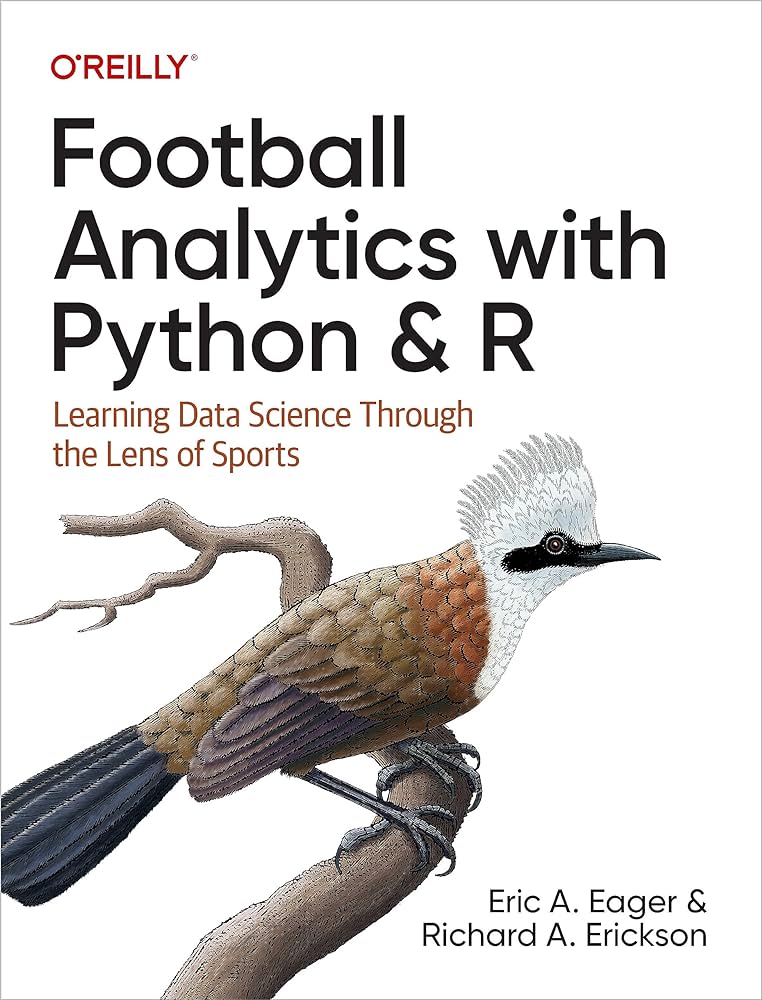 O'REILLY®
Football
Analytics with
Python & R
Learning Data Science Through
the Lens of Sports
Eric A. Eager &
Richard A. Erickson